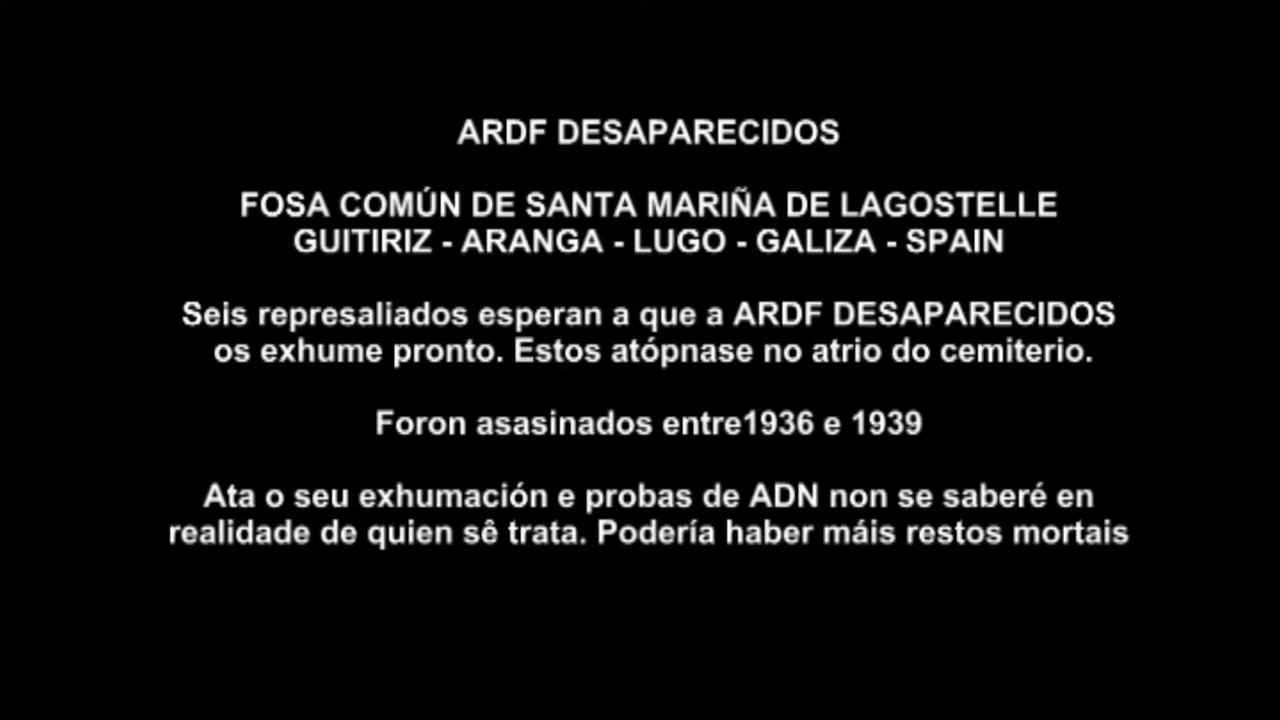 ARDF DESAPARECIDOS
FOSA COMÚN DE SANTA MARIÑA DE LAGOSTELLE
GUITIRIZ - ARANGA - LUGO - GALIZA - SPAIN
Seis represaliados esperan a que a ARDF DESAPARECIDOS
os exhume pronto. Estos atópnase no atrio do cemiterio.
Foron asasinados entre1936 e 1939
Ata o seu exhumación e probas de ADN non se saberé en
realidade de quien sê trata. Podería haber máis restos mortais